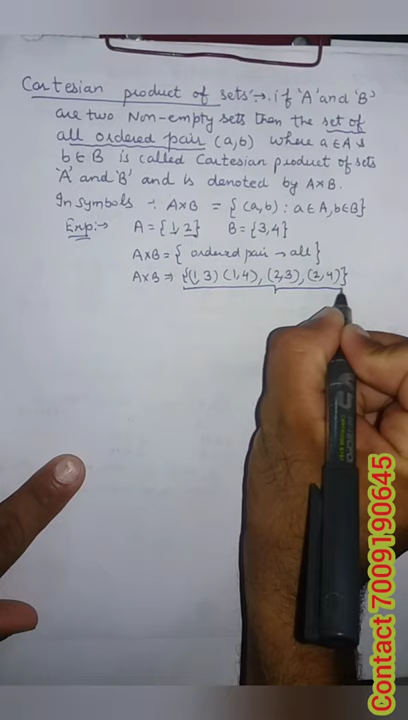 Cartesian product of sets :→ if 'A' and 'B'
are two Non-empty sets then the set of
all ordered pair (a,b) where a∈A &
b∈B is called Cartesian product of sets
'A' and 'B' and is denoted by A×B.
In Symbols :- A×B = {(a,b) : a∈A, b∈B}
Exp:→ A = {1,2} B = {3,4}
A×B = { ordered pair → all }
A×B ⇒ {(1,3) (1,4), (2,3), (2,4)}
Contact 7009190645